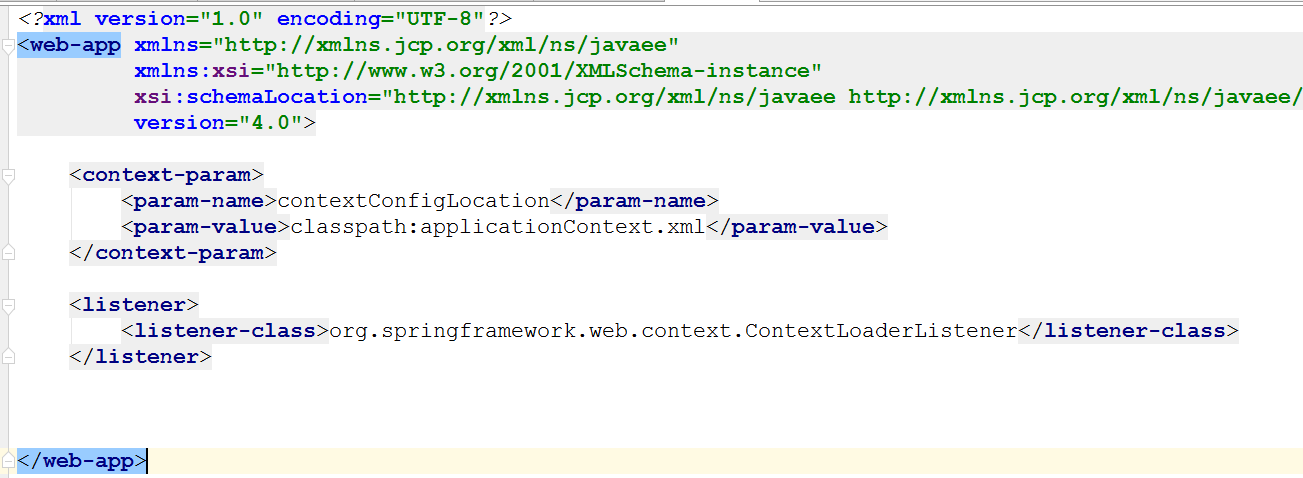 <?xml version="1.0" encoding="UTF-8"?>
<web-app xmlns="http://xmlns.jcp.org/xml/ns/javaee"
xmlns:xsi="http://www.w3.org/2001/XMLSchema-instance"
xsi:schemaLocation="http://xmlns.jcp.org/xml/ns/javaee http://xmlns.jcp.org/xml/ns/javaee/
version="4.0">
<context-param>
<param-name>contextConfigLocation</param-name>
<param-value>classpath:applicationContext.xml</param-value>
</context-param>
<listener>
<listener-class>org.springframework.web.context.ContextLoaderListener</listener-class>
</listener>
</web-app>